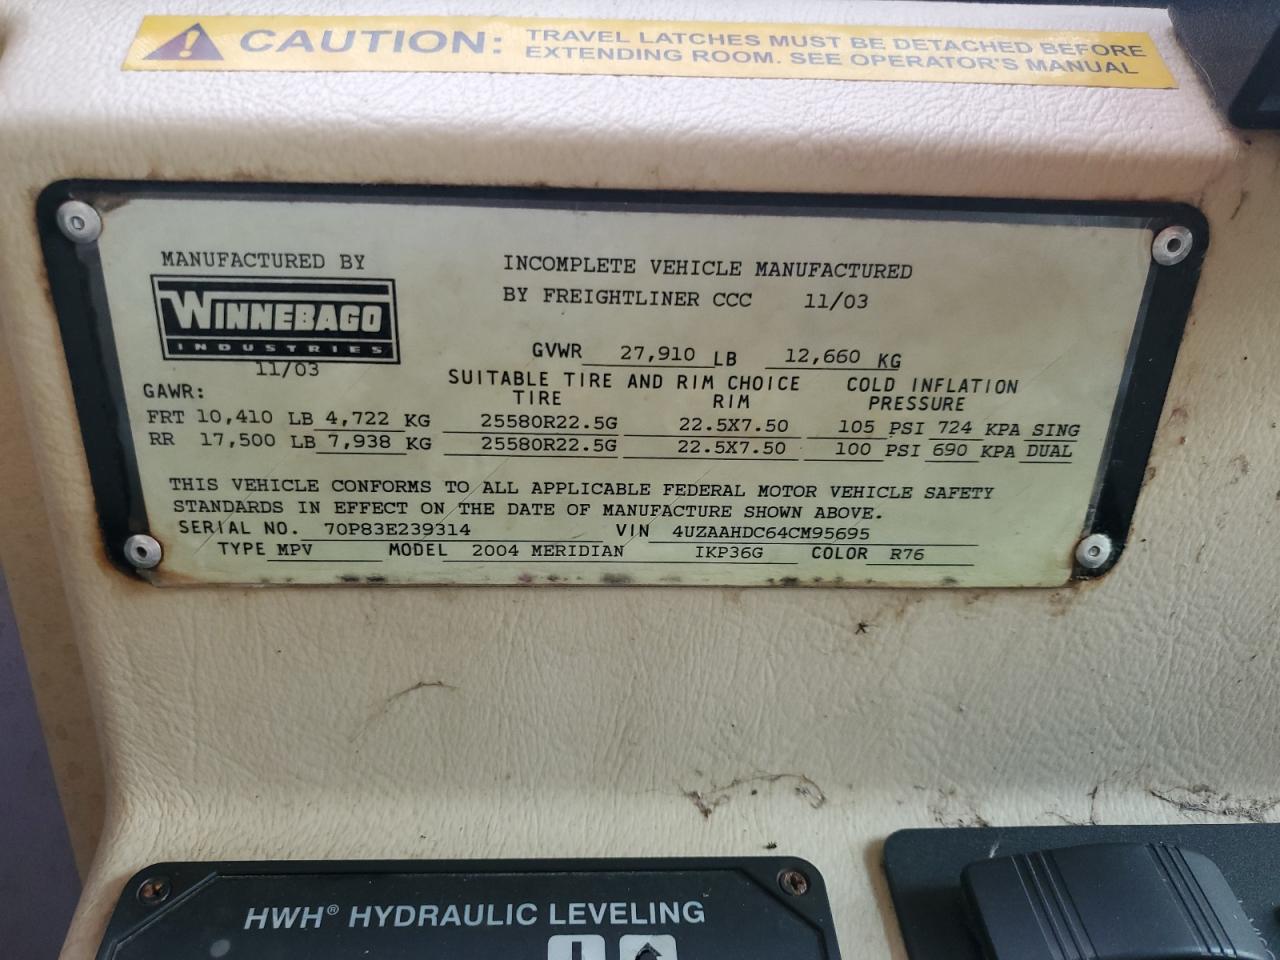 CAUTION: TRAVEL LATCHES MUST BE DETACHED BEFORE
EXTENDING ROOM. SEE OPERATOR'S MANUAL
MANUFACTURED BY
WINNEBAGO
INDUSTRIES
11/03
INCOMPLETE VEHICLE MANUFACTURED
BY FREIGHTLINER CCC 11/03
GVWR 27,910 LB 12,660 KG
GAWR:
SUITABLE TIRE AND RIM CHOICE
TIRE RIM
COLD INFLATION
PRESSURE
FRT 10,410 LB 4,722 KG 25580R22.5G 22.5X7.50 105 PSI 724 KPA SING
RR 17,500 LB 7,938 KG 25580R22.5G 22.5X7.50 100 PSI 690 KPA DUAL
THIS VEHICLE CONFORMS TO ALL APPLICABLE FEDERAL MOTOR VEHICLE SAFETY
STANDARDS IN EFFECT ON THE DATE OF MANUFACTURE SHOWN ABOVE.
SERIAL NO. 70P83E239314 VIN 4UZAAHDC64CM95695
TYPE MPV MODEL 2004 MERIDIAN IKP36G COLOR R76
HWH® HYDRAULIC LEVELING